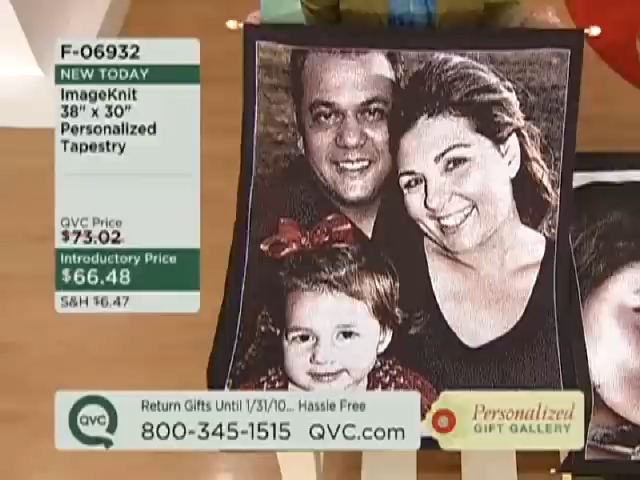 F-06932
NEW TODAY
ImageKnit
38" x 30"
Personalized
Tapestry
QVC Price
$73.02
Introductory Price
$66.48
S&H $6.47
QVC
Return Gifts Until 1/31/10... Hassle Free
800-345-1515 QVC.com
Personalized
GIFT GALLERY